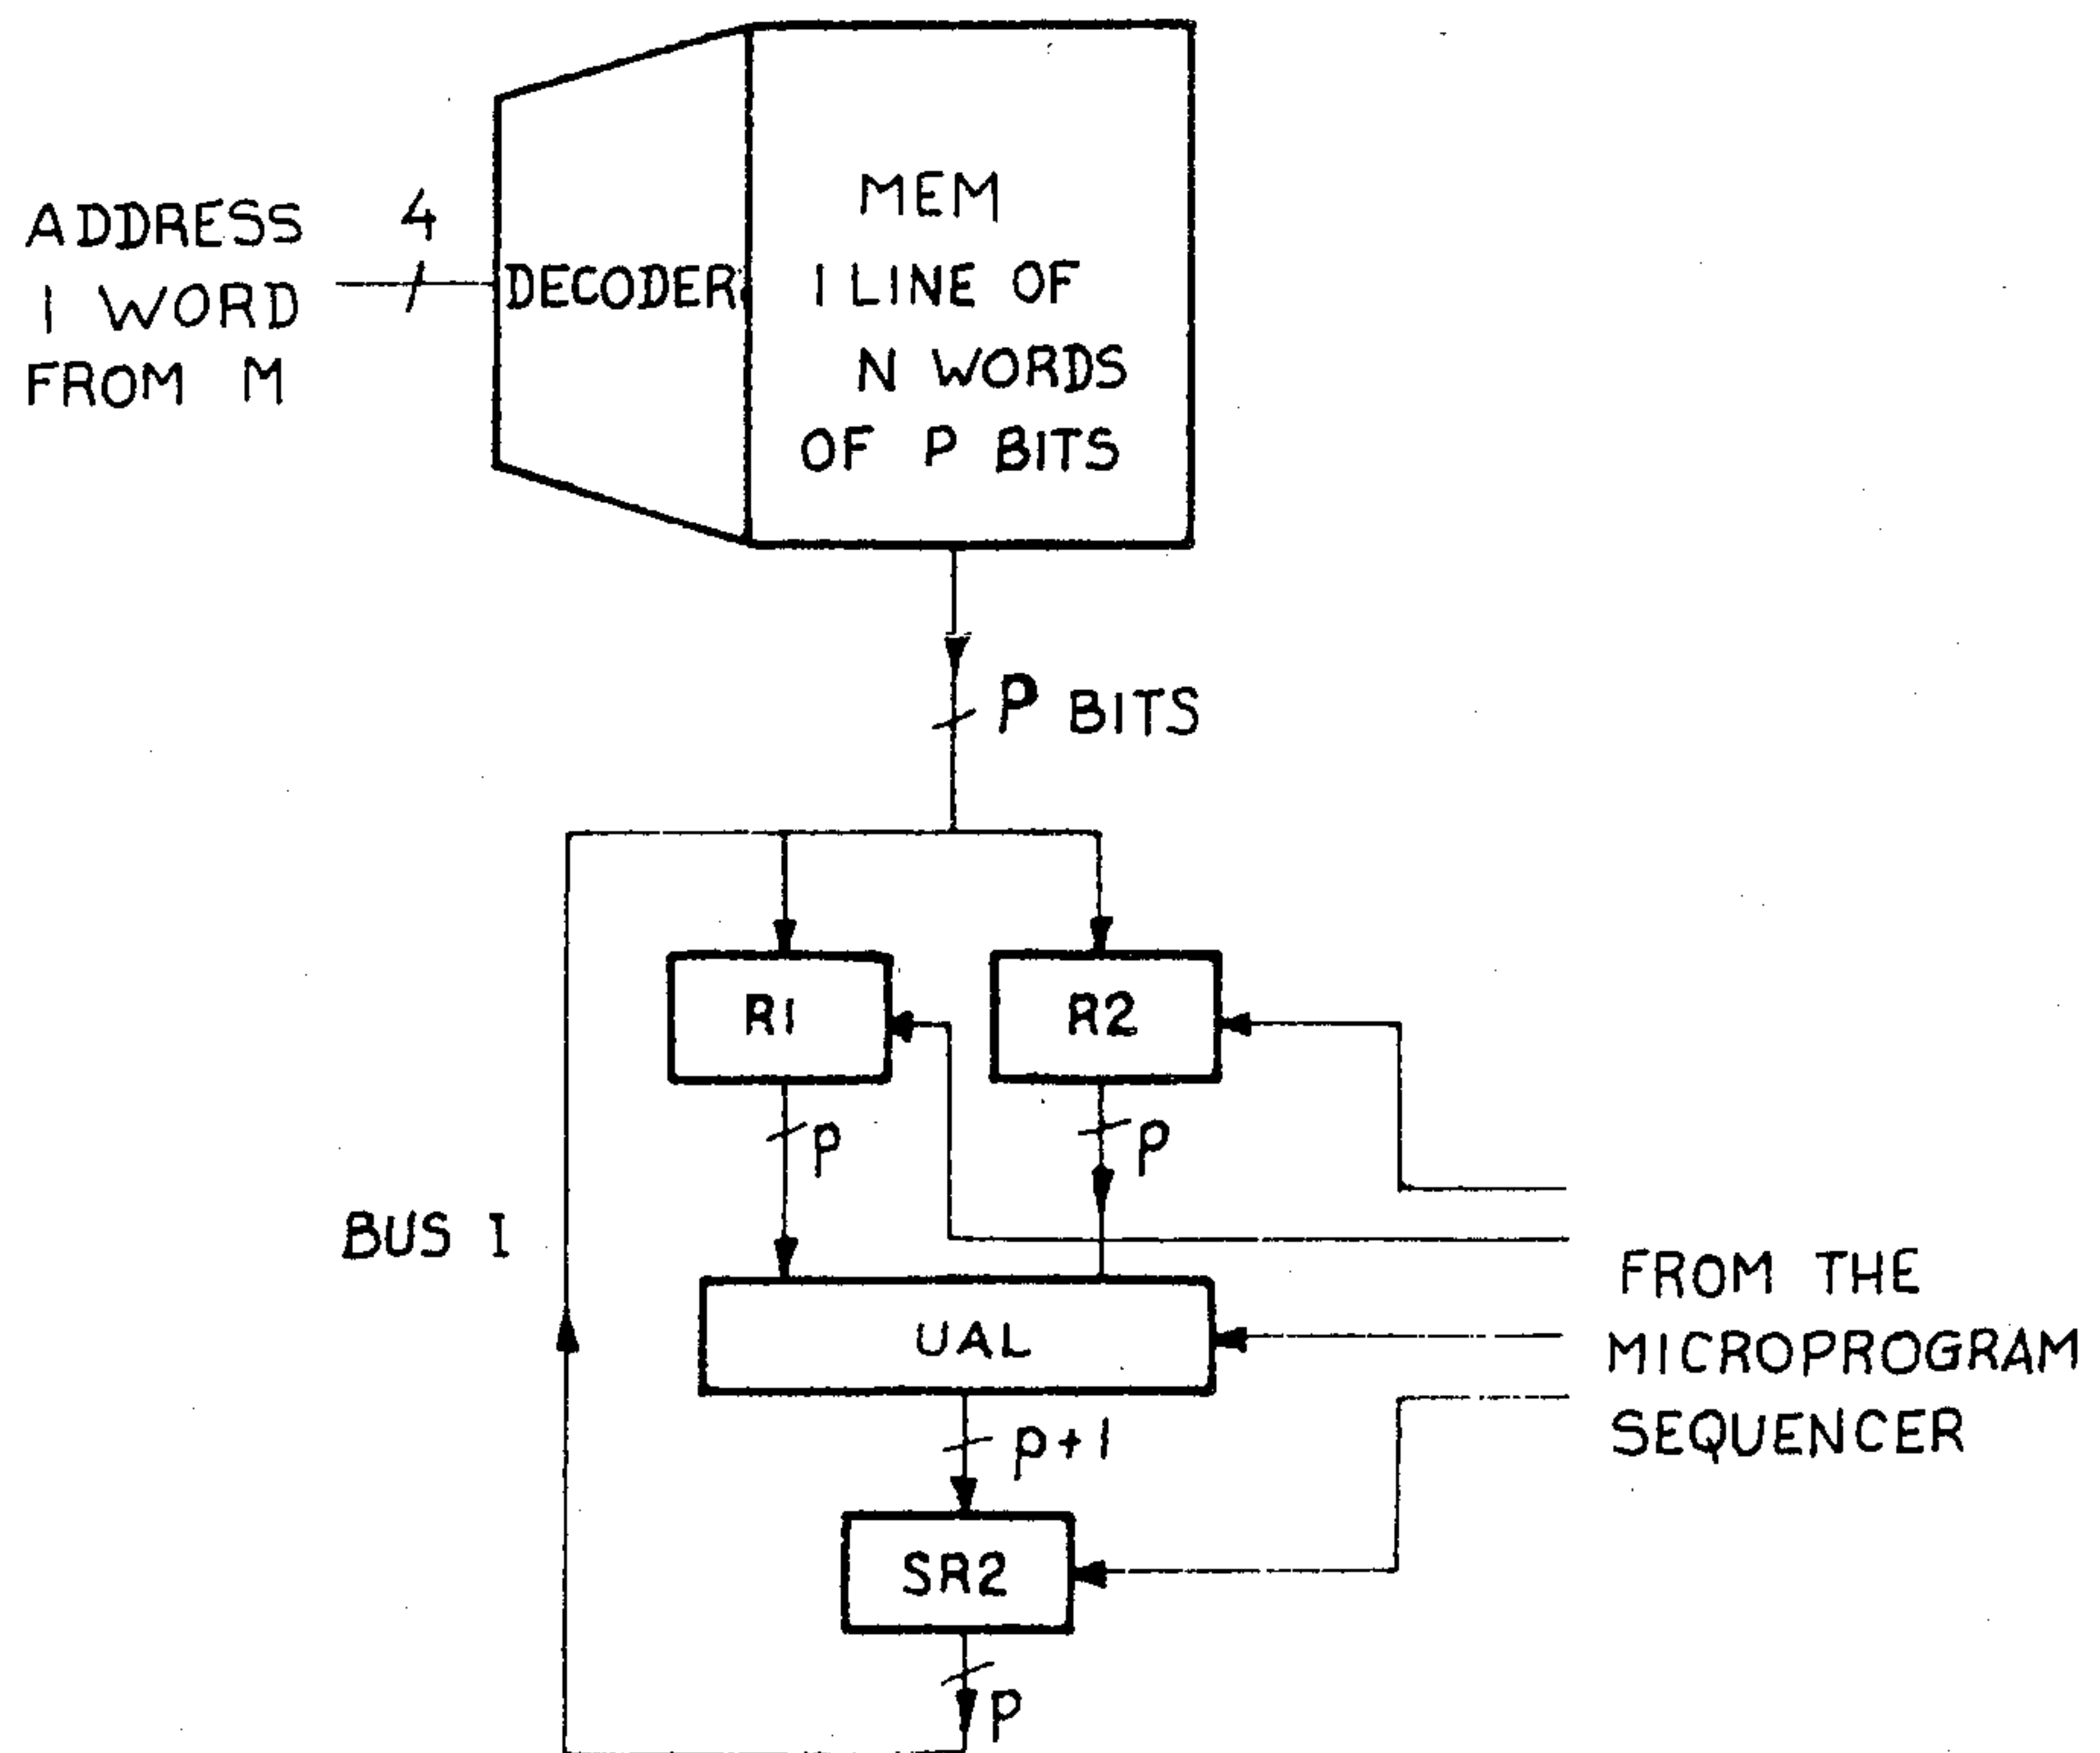 ADDRESS
1 WORD
FROM M
4
DECODER
MEM
1 LINE OF
N WORDS
OF P BITS
P BITS
R1
R2
P
P
BUS I
UAL
FROM THE
MICROPROGRAM
SEQUENCER
p+1
SR2
P